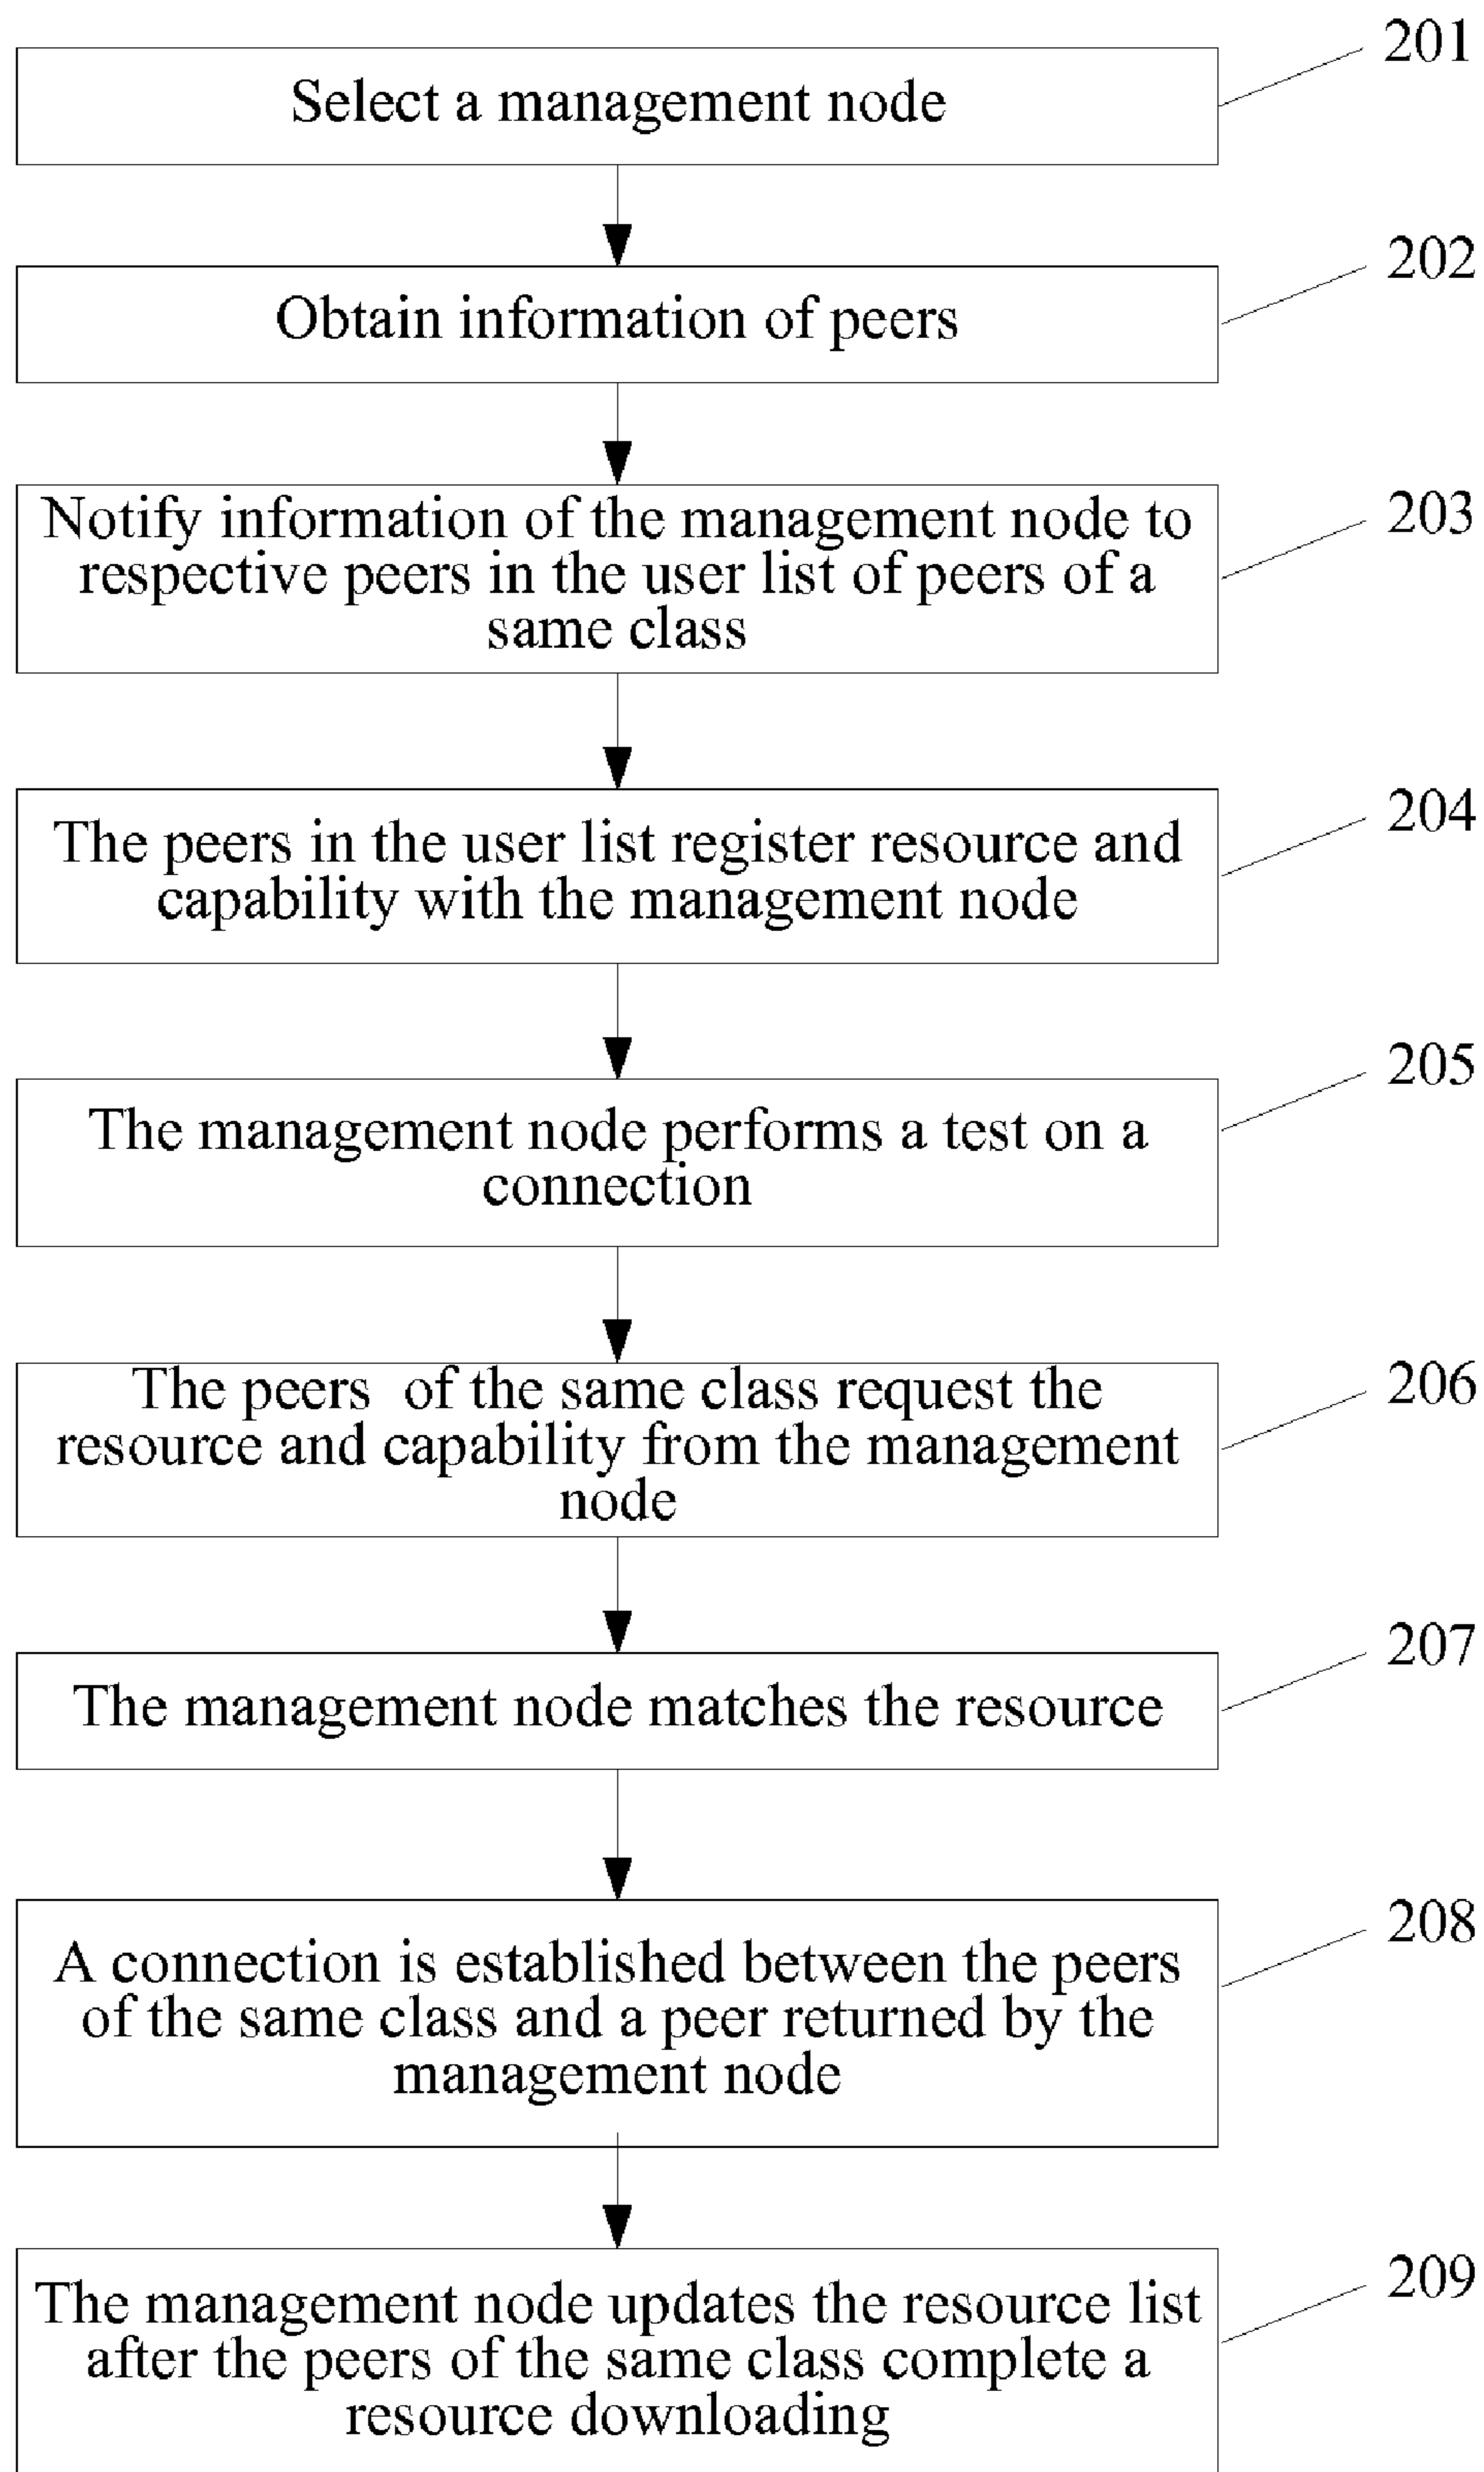 201
Select a management node
202
Obtain information of peers
203
Notify information of the management node to
respective peers in the user list of peers of a
same class
204
The peers in the user list register resource and
capability with the management node
205
The management node performs a test on a
connection
206
The peers of the same class request the
resource and capability from the management
node
207
The management node matches the resource
208
A connection is established between the peers
of the same class and a peer returned by the
management node
209
The management node updates the resource list
after the peers of the same class complete a
resource downloading